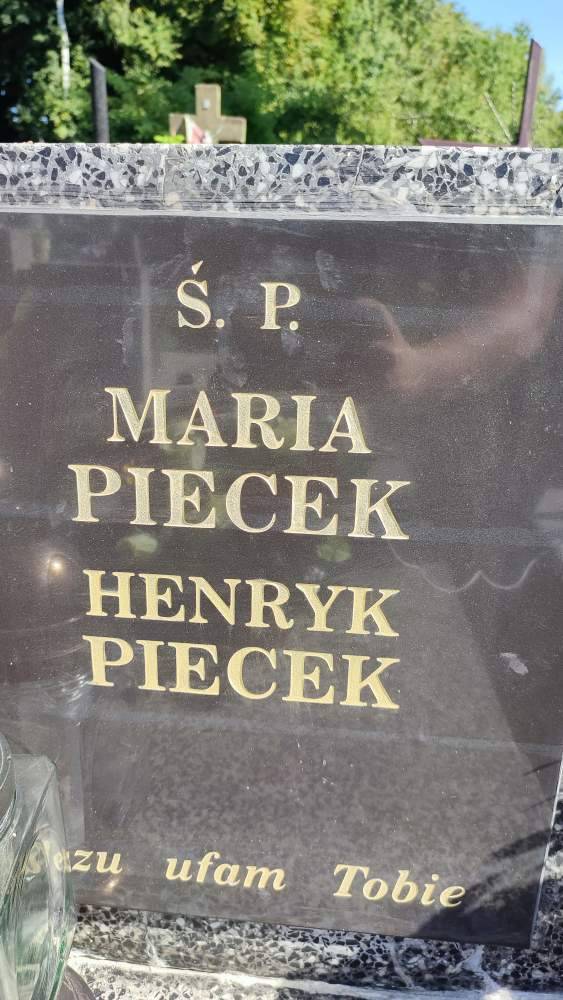 Ś. P.
MARIA
PIECEK
HENRYK
PIECEK
ufam Tobie